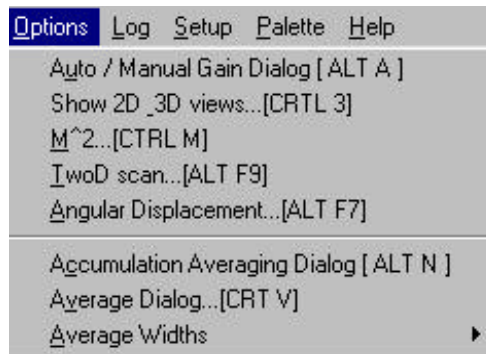 Options Log Setup Palette Help
Auto / Manual Gain Dialog [ ALT A ]
Show 2D _3D views...[CRTL 3]
M^2...[CTRL M]
TwoD scan...[ALT F9]
Angular Displacement...[ALT F7]
Accumulation Averaging Dialog [ ALT N ]
Average Dialog...[CRT V]
Average Widths